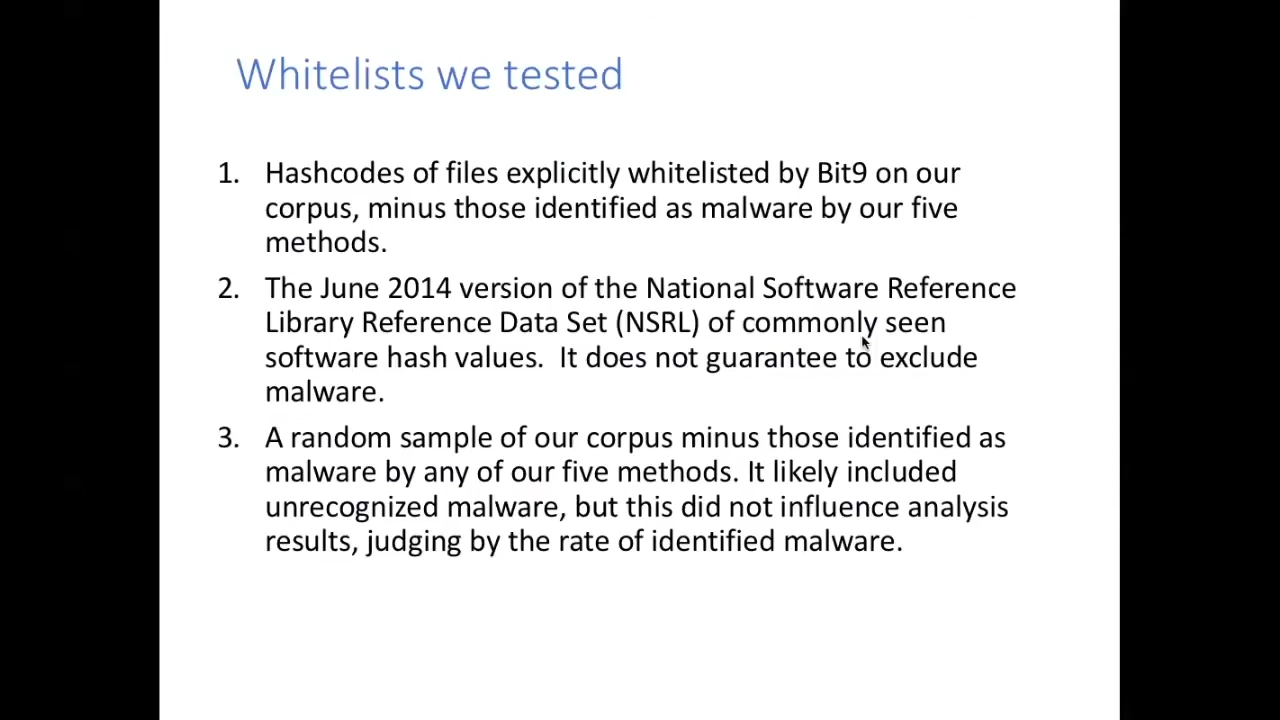 Whitelists we tested
1. Hashcodes of files explicitly whitelisted by Bit9 on our
corpus, minus those identified as malware by our five
methods.
2. The June 2014 version of the National Software Reference
Library Reference Data Set (NSRL) of commonly seen
software hash values.  It does not guarantee to exclude
malware.
3. A random sample of our corpus minus those identified as
malware by any of our five methods. It likely included
unrecognized malware, but this did not influence analysis
results, judging by the rate of identified malware.